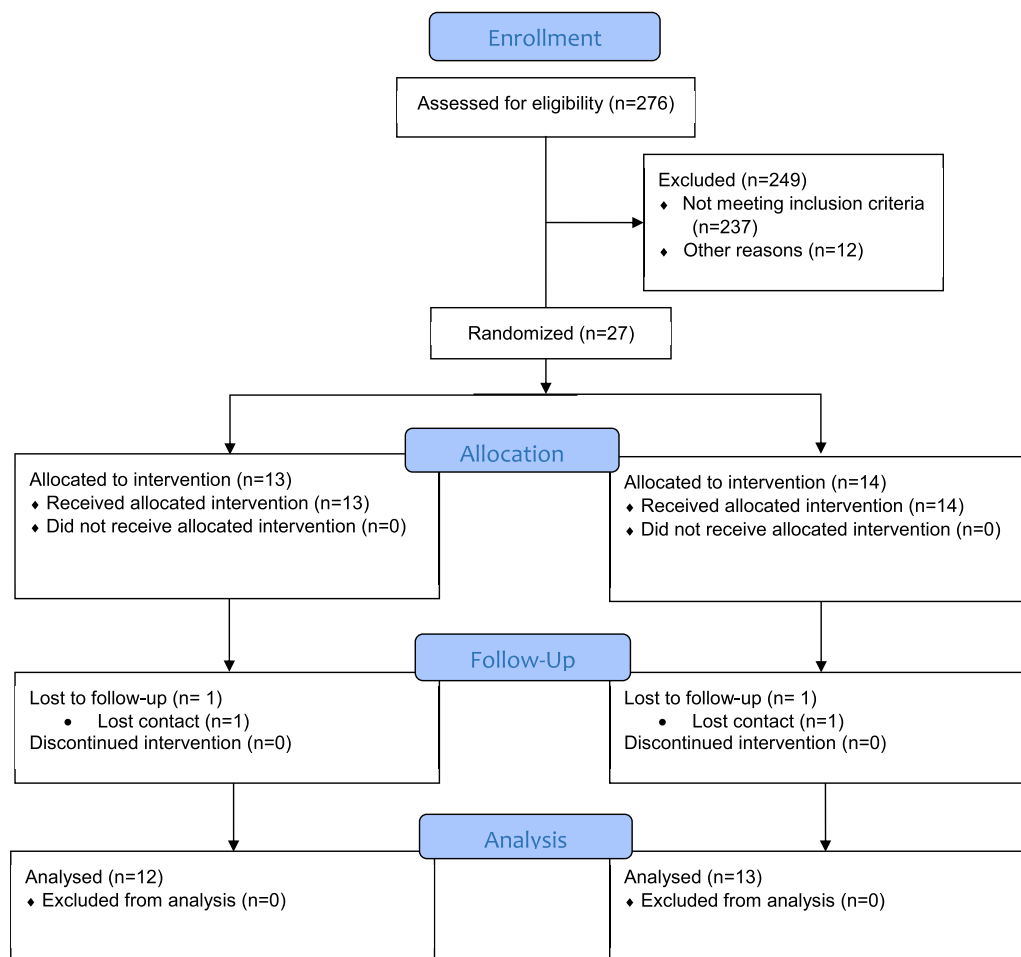 Enrollment
Assessed for eligibility (n=276)
Excluded (n=249)
♦ Not meeting inclusion criteria
(n=237)
♦ Other reasons (n=12)
Randomized (n=27)
Allocation
Allocated to intervention (n=13)
♦ Received allocated intervention (n=13)
♦ Did not receive allocated intervention (n=0)
Allocated to intervention (n=14)
♦ Received allocated intervention (n=14)
♦ Did not receive allocated intervention (n=0)
Follow-Up
Lost to follow-up (n= 1)
• Lost contact (n=1)
Discontinued intervention (n=0)
Lost to follow-up (n= 1)
• Lost contact (n=1)
Discontinued intervention (n=0)
Analysis
Analysed (n=12)
♦ Excluded from analysis (n=0)
Analysed (n=13)
♦ Excluded from analysis (n=0)